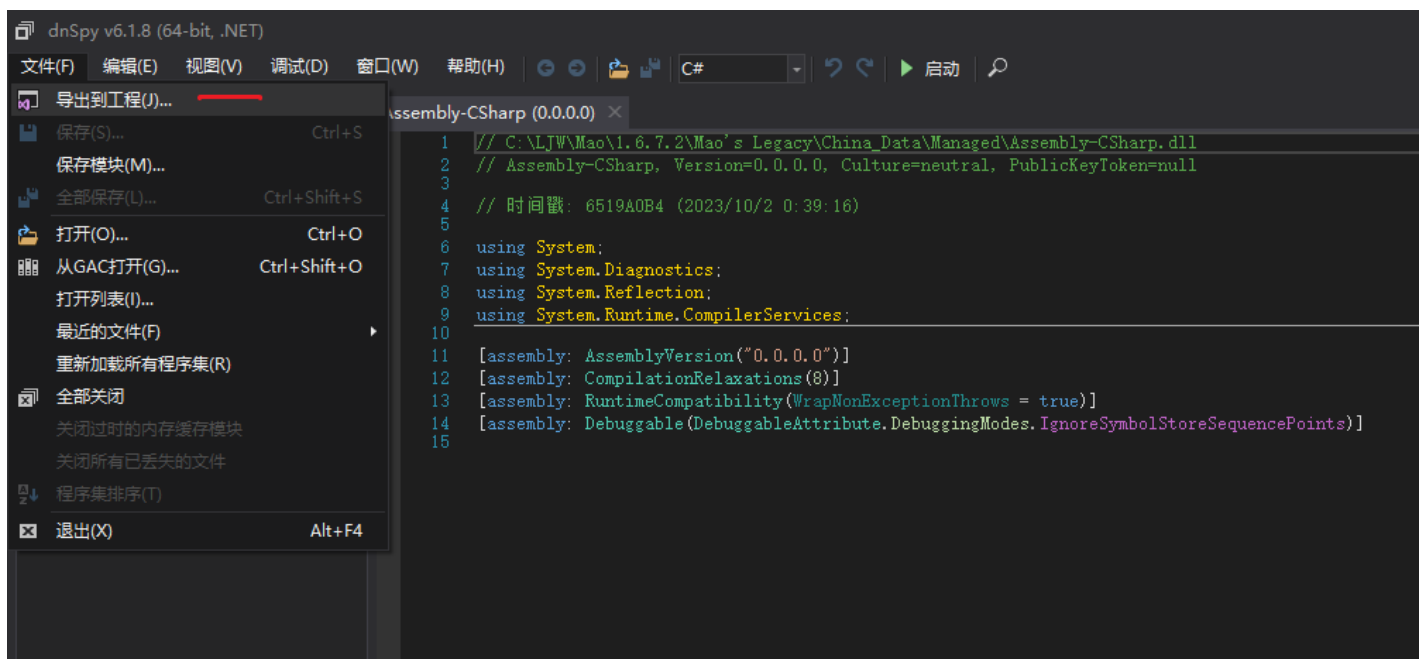 dnSpy v6.1.8 (64-bit, .NET)
文件(F) 编辑(E) 视图(V) 调试(D) 窗口(W) 帮助(H) C# 启动
导出到工程(J)...
保存(S)... Ctrl+S
保存模块(M)...
全部保存(L)... Ctrl+Shift+S
打开(O)... Ctrl+O
从GAC打开(G)... Ctrl+Shift+O
打开列表(I)...
最近的文件(F)
重新加载所有程序集(R)
全部关闭
关闭过时的内存缓存模块
关闭所有已丢失的文件
程序集排序(T)
退出(X) Alt+F4
Assembly-CSharp (0.0.0.0)
1 // C:\LJW\Mao\1.6.7.2\Mao's Legacy\China_Data\Managed\Assembly-CSharp.dll
2 // Assembly-CSharp, Version=0.0.0.0, Culture=neutral, PublicKeyToken=null
3
4 // 时间戳: 6519A0B4 (2023/10/2 0:39:16)
5
6 using System;
7 using System.Diagnostics;
8 using System.Reflection;
9 using System.Runtime.CompilerServices;
10
11 [assembly: AssemblyVersion("0.0.0.0")]
12 [assembly: CompilationRelaxations(8)]
13 [assembly: RuntimeCompatibility(WrapNonExceptionThrows = true)]
14 [assembly: Debuggable(DebuggableAttribute.DebuggingModes.IgnoreSymbolStoreSequencePoints)]
15